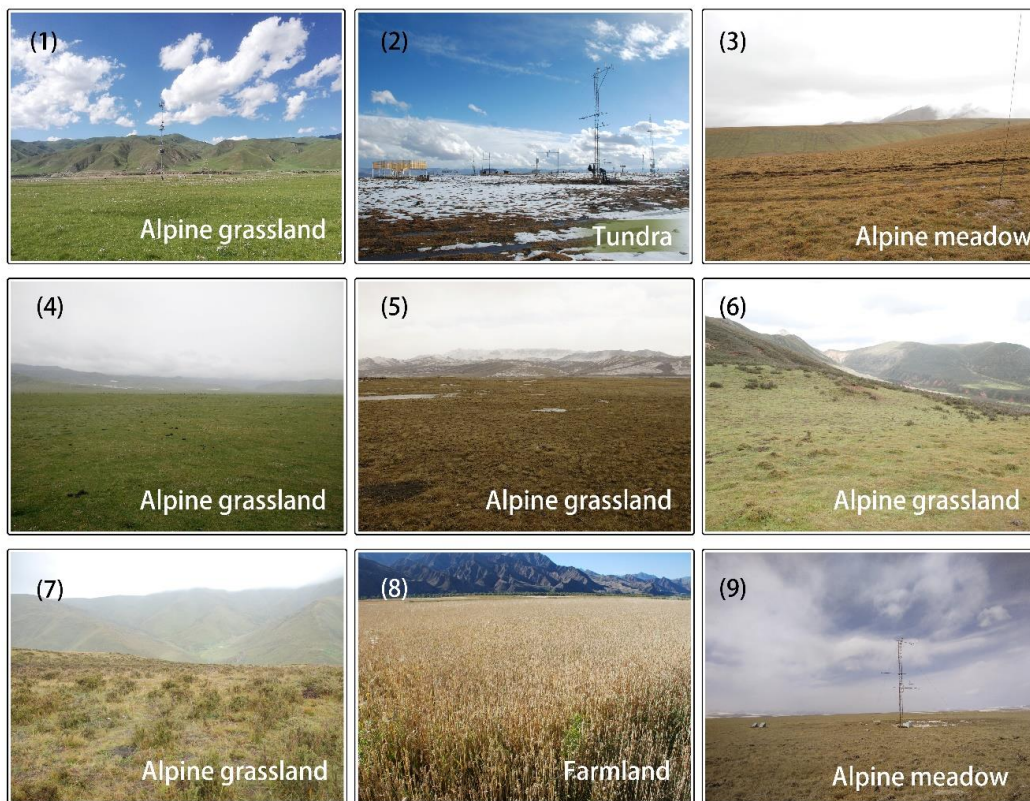 (1)
Alpine grassland
(2)
Tundra
(3)
Alpine meadow
(4)
Alpine grassland
(5)
Alpine grassland
(6)
Alpine grassland
(7)
Alpine grassland
(8)
Farmland
(9)
Alpine meadow